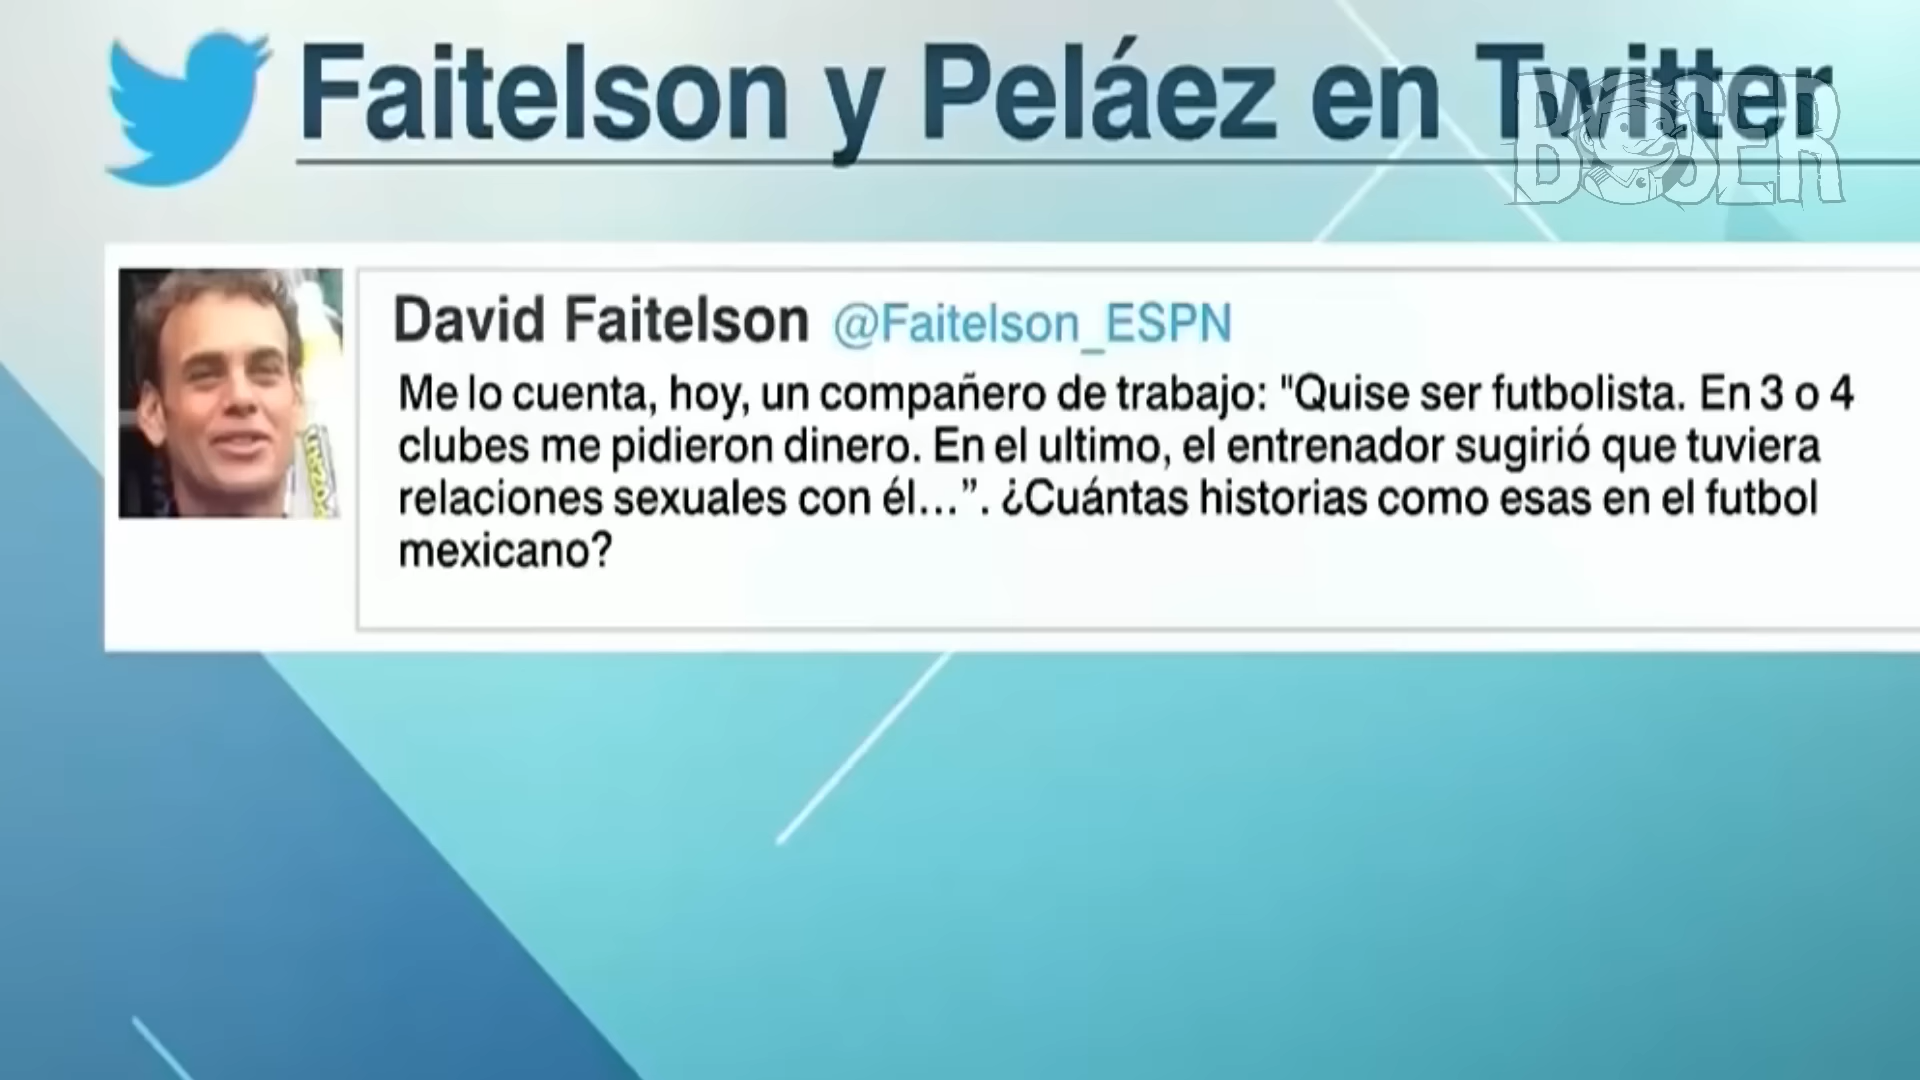 Faitelson y Peláez en Twitter
BOSER
David Faitelson @Faitelson_ESPN
Me lo cuenta, hoy, un compañero de trabajo: "Quise ser futbolista. En 3 o 4
clubes me pidieron dinero. En el ultimo, el entrenador sugirió que tuviera
relaciones sexuales con él...”. ¿Cuántas historias como esas en el futbol
mexicano?